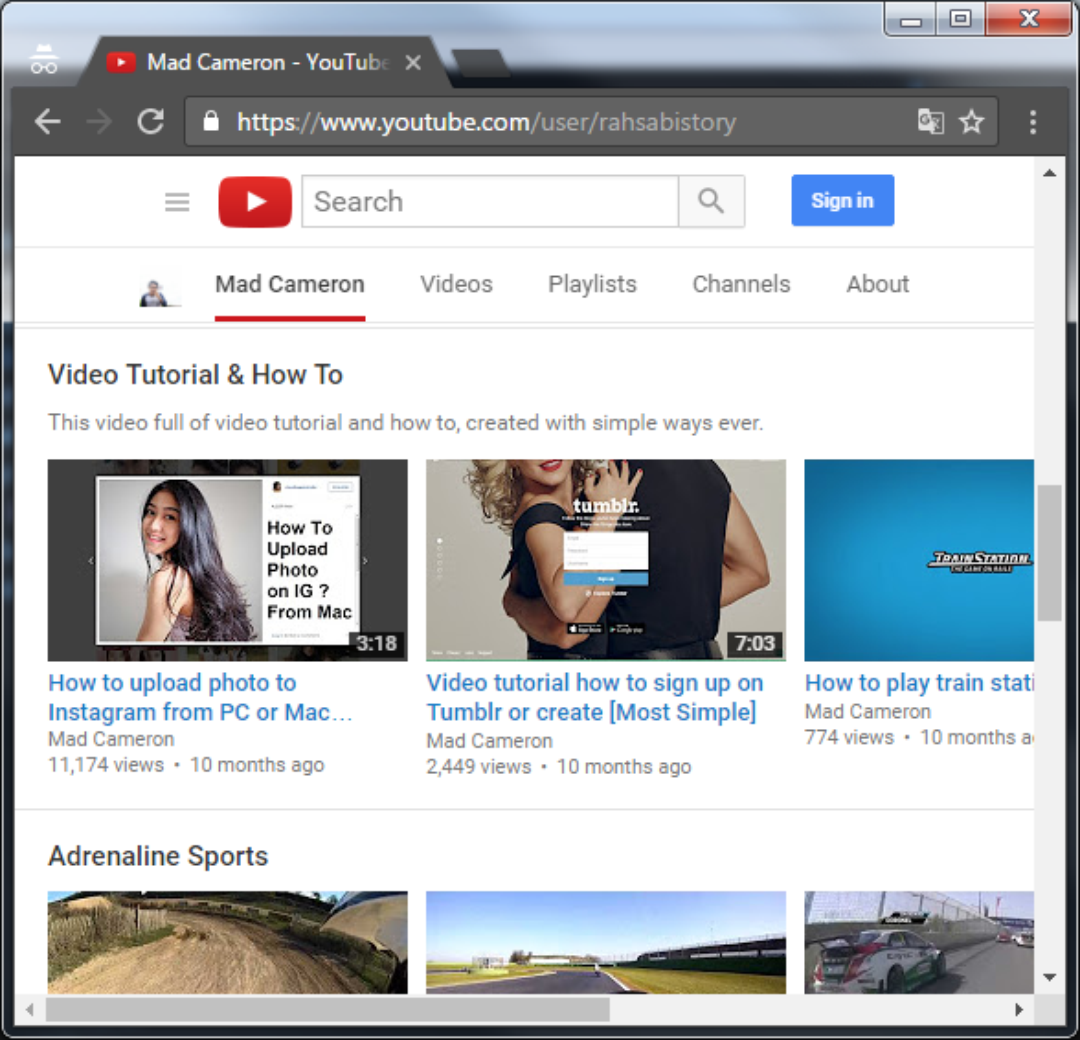 Mad Cameron - YouTube
https://www.youtube.com/user/rahsabistory
Search
Sign in
Mad Cameron Videos Playlists Channels About
Video Tutorial & How To
This video full of video tutorial and how to, created with simple ways ever.
How To
Upload
Photo
on IG ?
From Mac
3:18
tumblr.
Sign up
7:03
TRAINSTATION
THE GAME ON RAILS
How to upload photo to
Instagram from PC or Mac...
Mad Cameron
11,174 views • 10 months ago
Video tutorial how to sign up on
Tumblr or create [Most Simple]
Mad Cameron
2,449 views • 10 months ago
How to play train stati
Mad Cameron
774 views • 10 months a
Adrenaline Sports
CORONEL